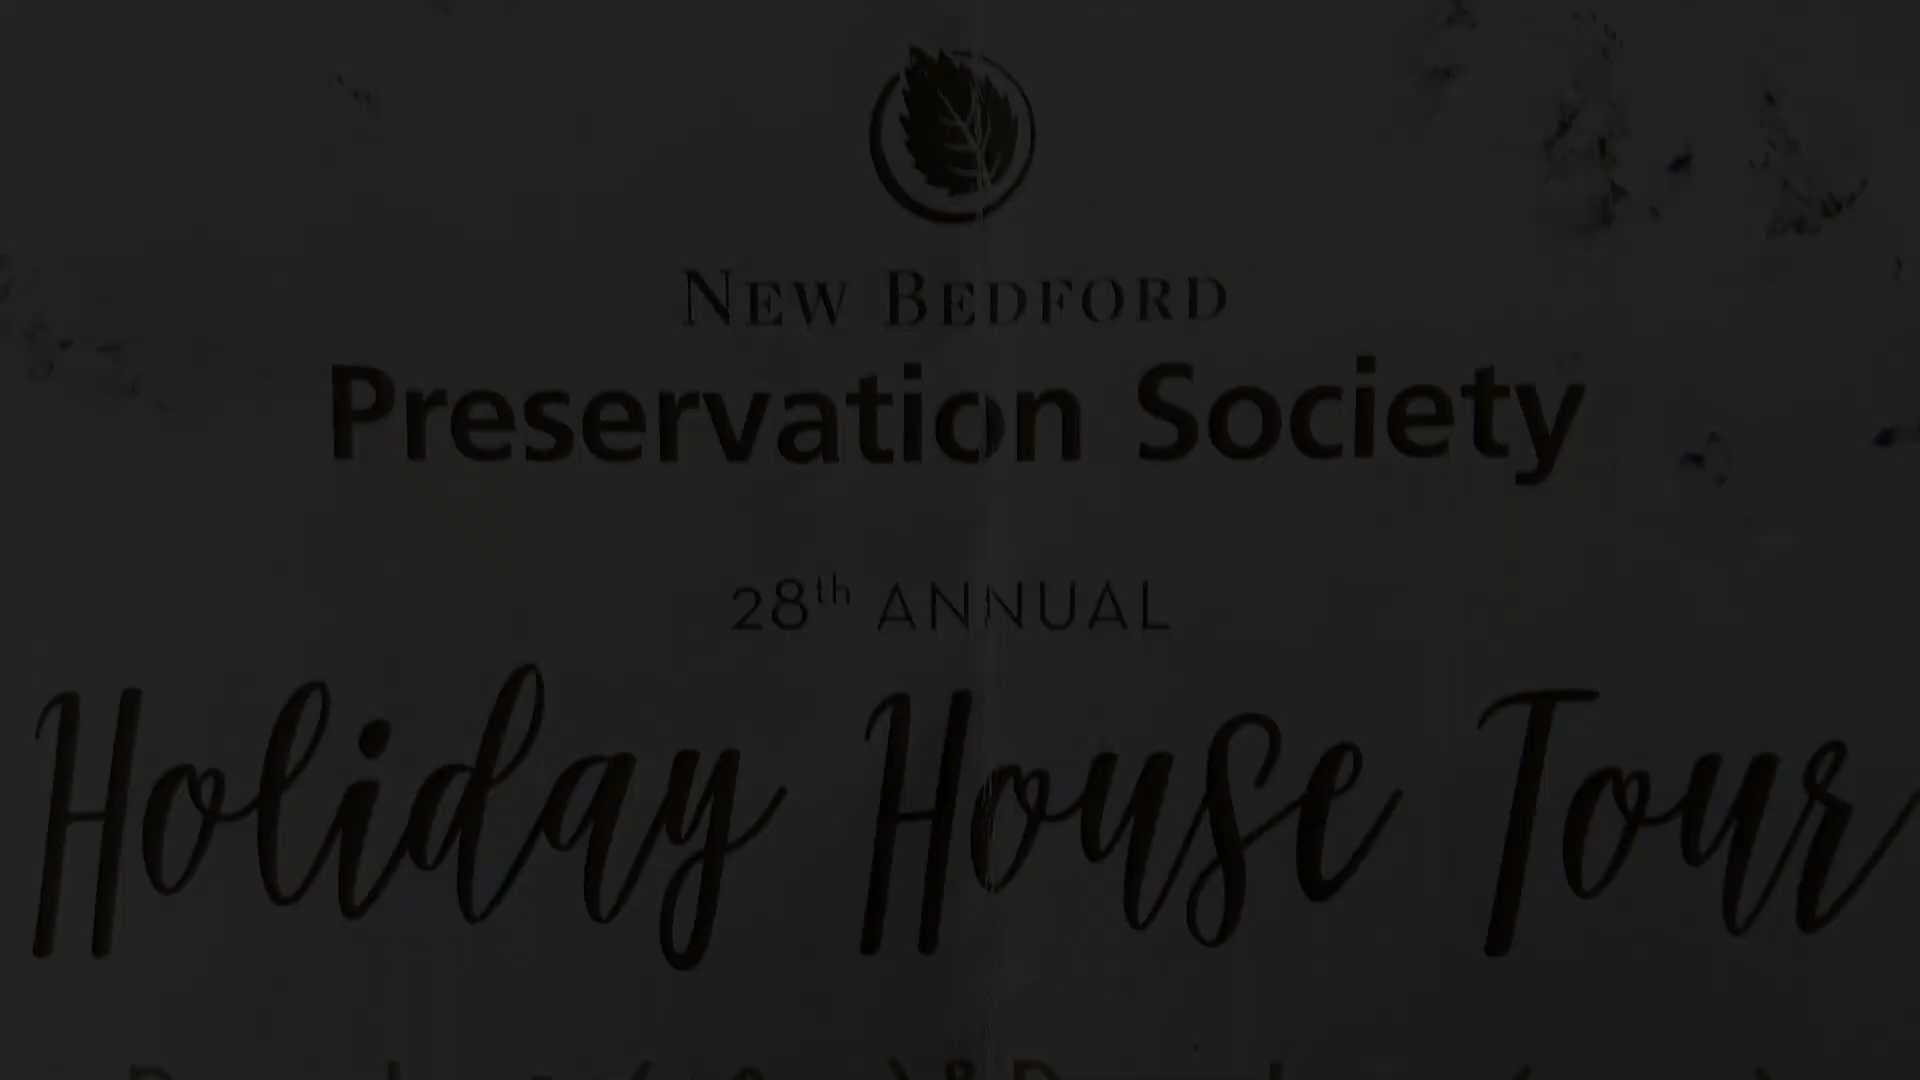 NEW BEDFORD
Preservation Society
28th ANNUAL
Holiday House Tour